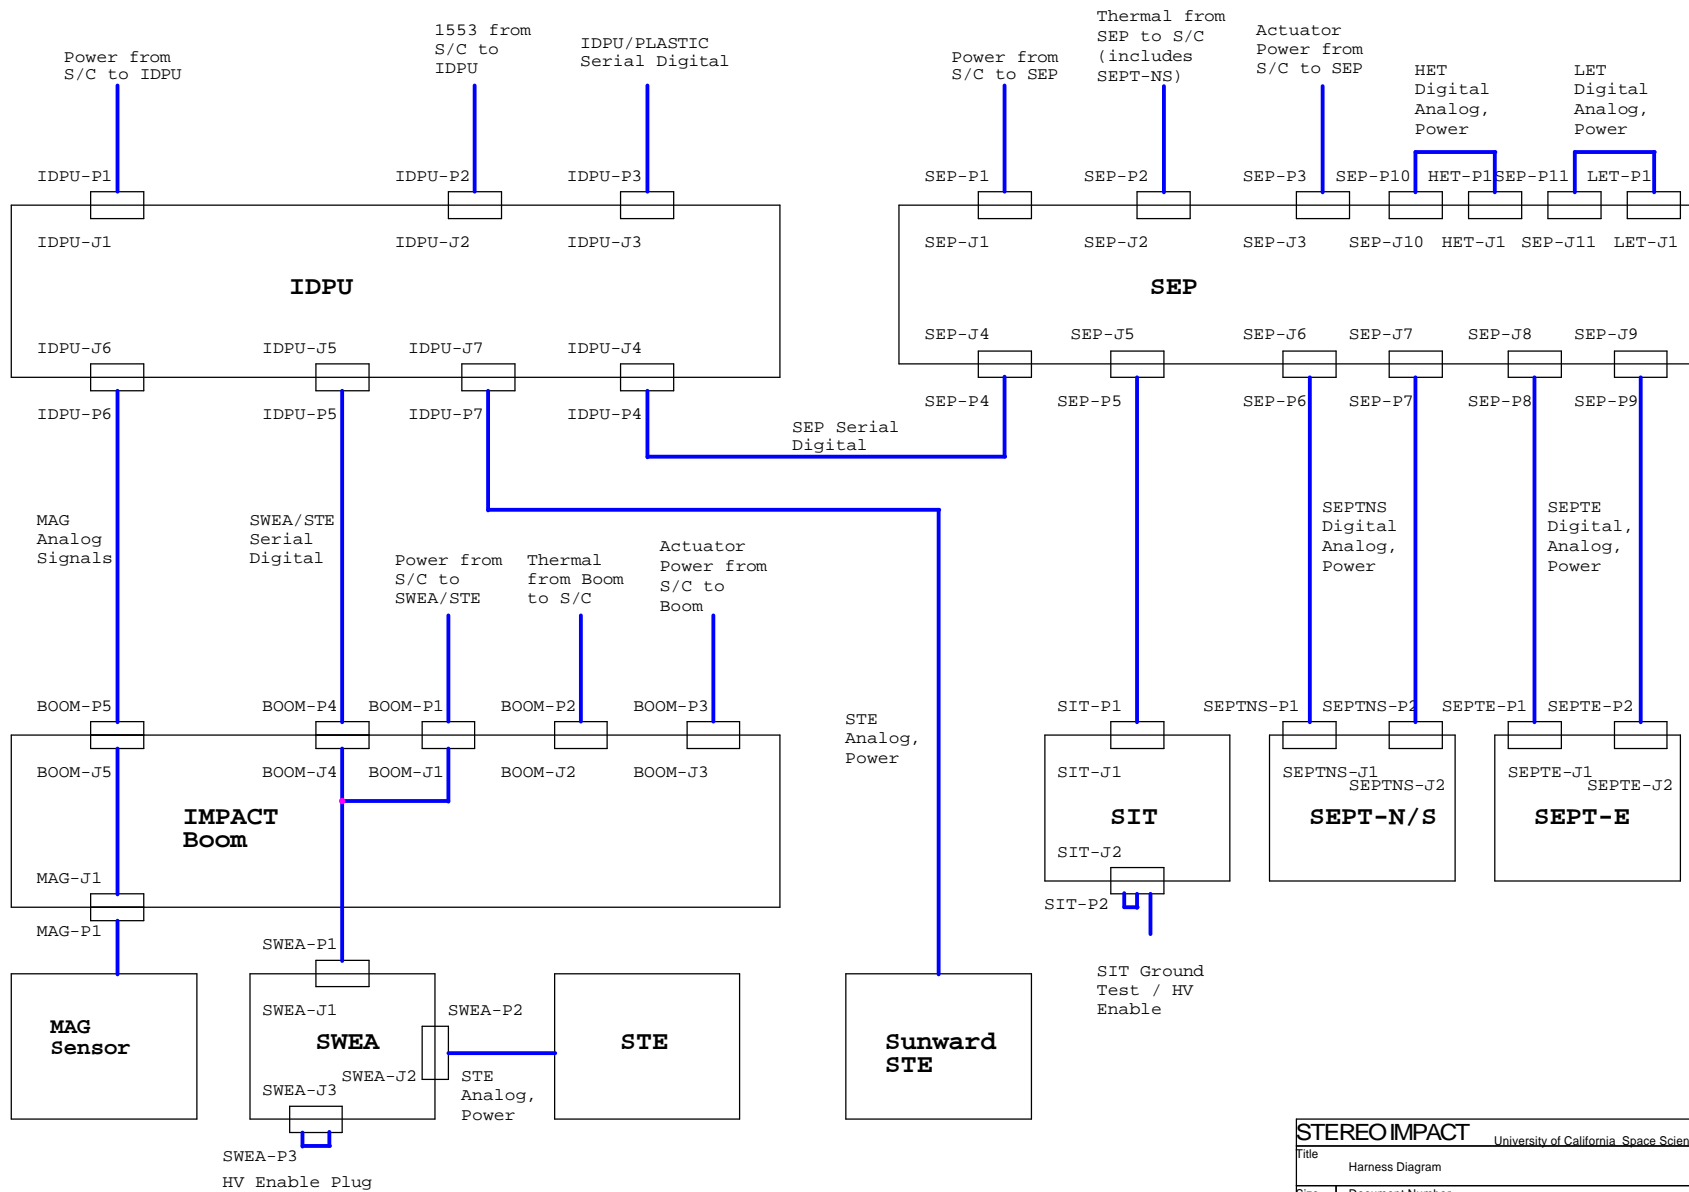 Power from
S/C to IDPU
1553 from
S/C to
IDPU
IDPU/PLASTIC
Serial Digital
Power from
S/C to SEP
Thermal from
SEP to S/C
(includes
SEPT-NS)
Actuator
Power from
S/C to SEP
HET
Digital
Analog,
Power
LET
Digital
Analog,
Power
IDPU-P1
IDPU-P2
IDPU-P3
SEP-P1
SEP-P2
SEP-P3
SEP-P10
HET-P1
SEP-P11
LET-P1
IDPU-J1
IDPU-J2
IDPU-J3
SEP-J1
SEP-J2
SEP-J3
SEP-J10
HET-J1
SEP-J11
LET-J1
IDPU
SEP
IDPU-J6
IDPU-J5
IDPU-J7
IDPU-J4
SEP-J4
SEP-J5
SEP-J6
SEP-J7
SEP-J8
SEP-J9
IDPU-P6
IDPU-P5
IDPU-P7
IDPU-P4
SEP-P4
SEP-P5
SEP-P6
SEP-P7
SEP-P8
SEP-P9
SEP Serial
Digital
MAG
Analog
Signals
SWEA/STE
Serial
Digital
Power from
S/C to
SWEA/STE
Thermal
from Boom
to S/C
Actuator
Power from
S/C to
Boom
SEPTNS
Digital
Analog,
Power
SEPTE
Digital,
Analog,
Power
BOOM-P5
BOOM-P4
BOOM-P1
BOOM-P2
BOOM-P3
STE
Analog,
Power
SIT-P1
SEPTNS-P1
SEPTNS-P2
SEPTE-P1
SEPTE-P2
BOOM-J5
BOOM-J4
BOOM-J1
BOOM-J2
BOOM-J3
SIT-J1
SEPTNS-J1
SEPTNS-J2
SEPTE-J1
SEPTE-J2
IMPACT
Boom
SIT
SEPT-N/S
SEPT-E
SIT-J2
MAG-J1
SIT-P2
MAG-P1
SWEA-P1
SIT Ground
Test / HV
Enable
SWEA-J1
SWEA-P2
MAG
Sensor
SWEA
STE
Sunward
STE
SWEA-J2
SWEA-J3
STE
Analog,
Power
SWEA-P3
HV Enable Plug
STEREO IMPACT
University of California Space Scien
Title
Harness Diagram